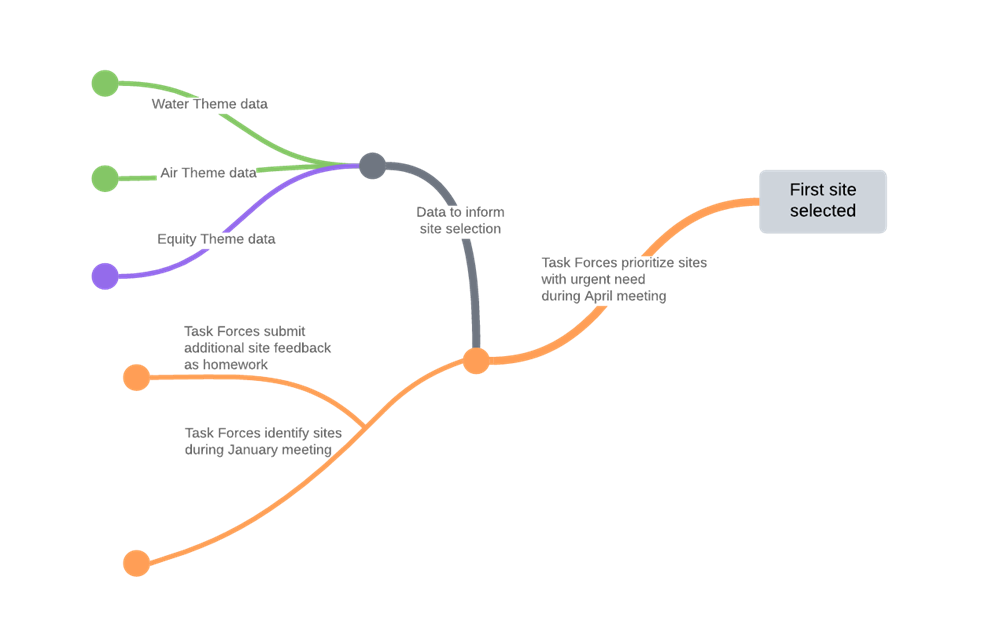 Water Theme data
Air Theme data
Equity Theme data
Data to inform
site selection
First site
selected
Task Forces prioritize sites
with urgent need
during April meeting
Task Forces submit
additional site feedback
as homework
Task Forces identify sites
during January meeting